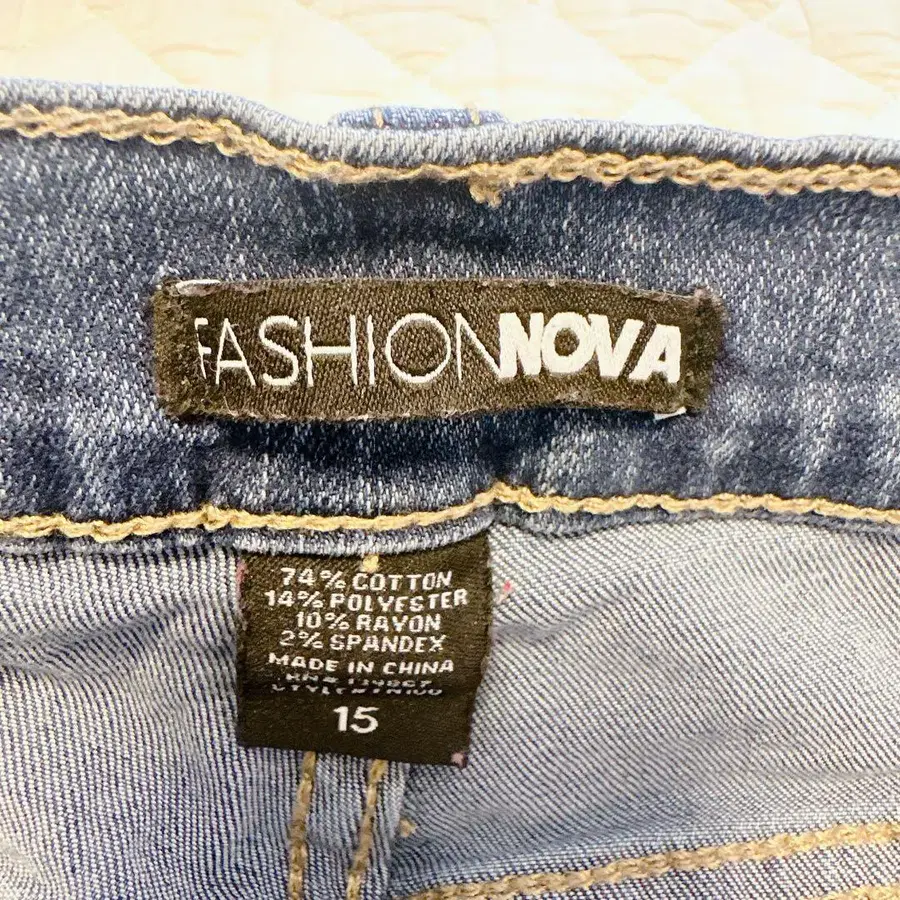 FASHIONNOVA
74% COTTON
14% POLYESTER
10% RAYON
2% SPANDEX
MADE IN CHINA
15